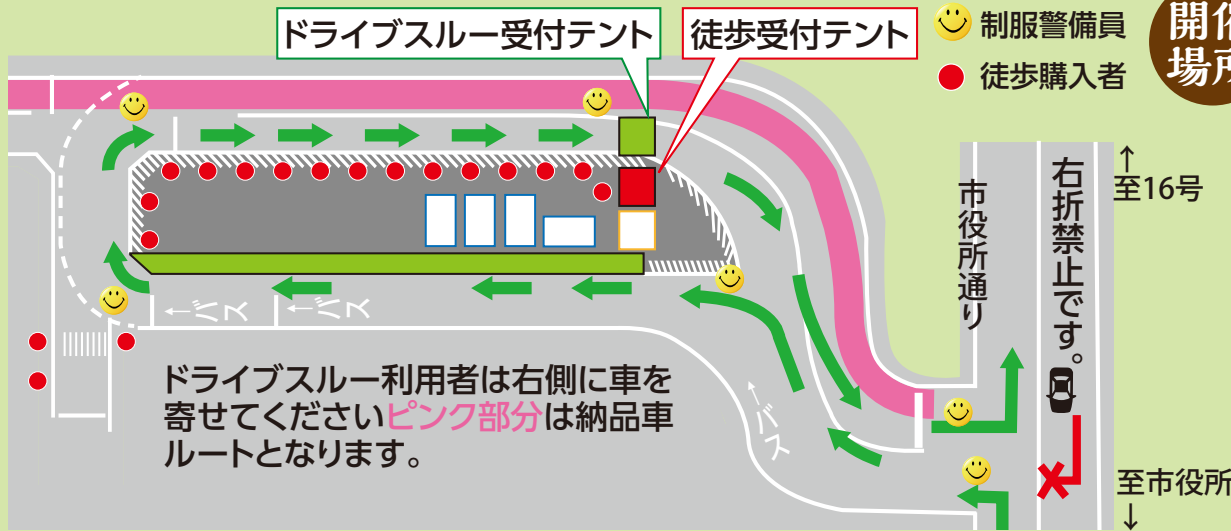 ドライブスルー受付テント
徒歩受付テント
制服警備員
徒歩購入者
開催
場所
↑
至16号
市役所通り
右折禁止です。
←バス
←バス
←バス
ドライブスルー利用者は右側に車を
寄せてくださいピンク部分は納品車
ルートとなります。
至市役所
↓